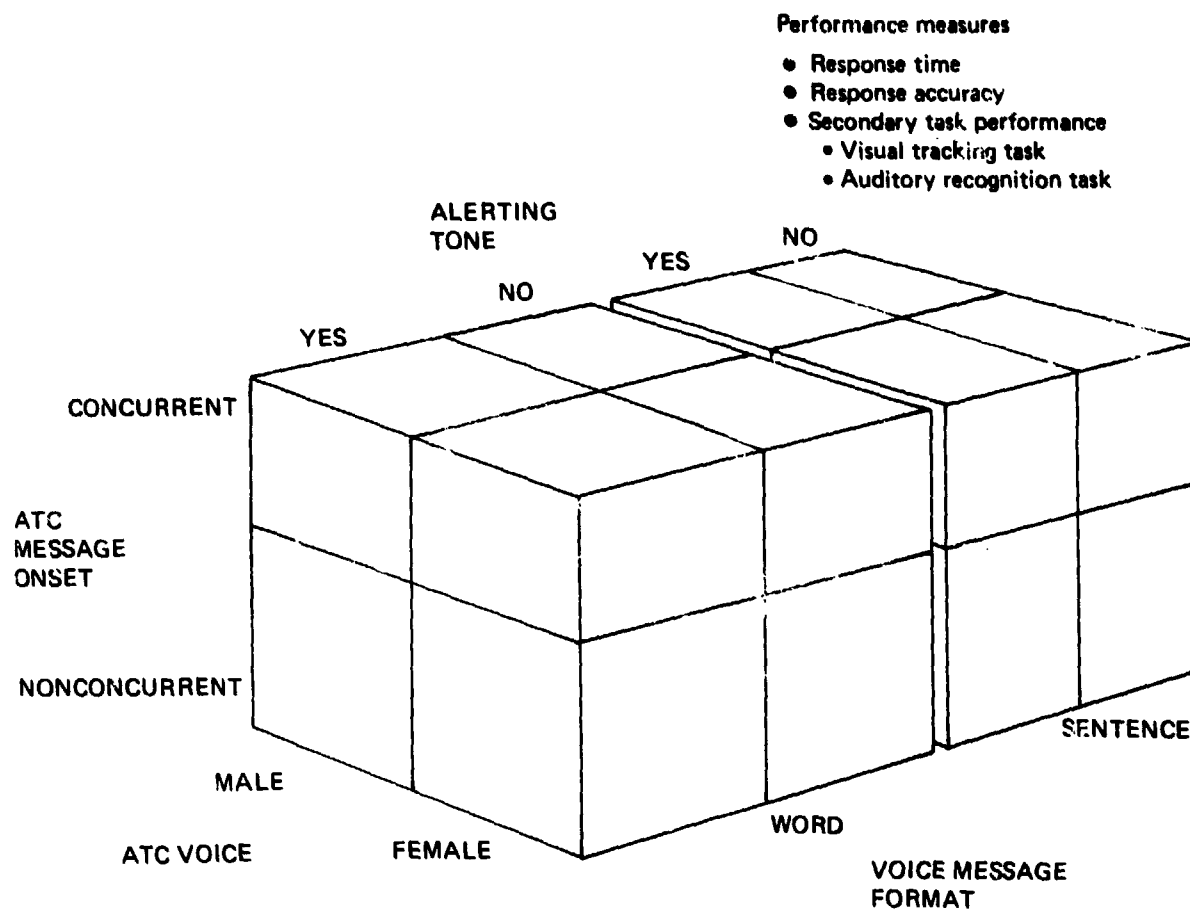 Performance measures
• Response time
• Response accuracy
• Secondary task performance
• Visual tracking task
• Auditory recognition task
ALERTING
TONE
YES
NO
YES
NO
CONCURRENT
ATC
MESSAGE
ONSET
NONCONCURRENT
MALE
FEMALE
ATC VOICE
WORD
SENTENCE
VOICE MESSAGE
FORMAT